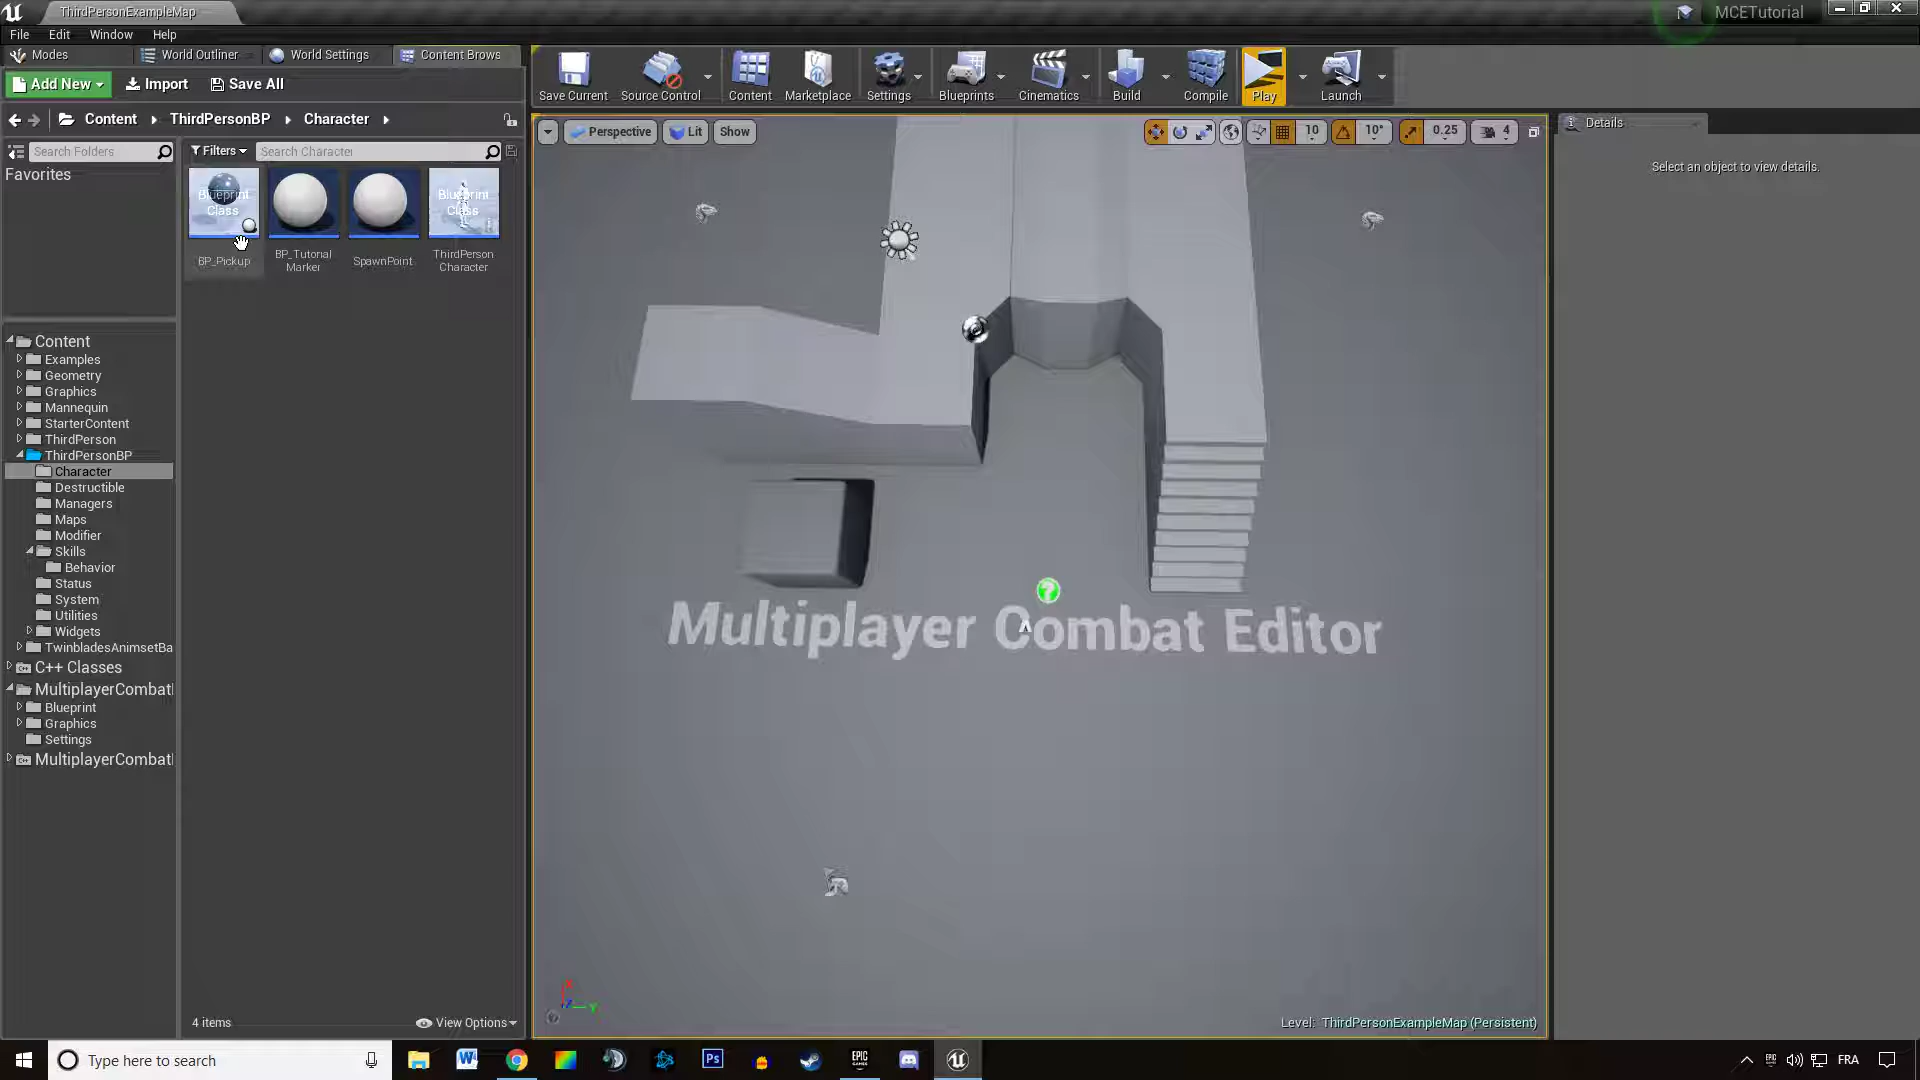 ThirdPersonExampleMap
MCETutorial
File Edit Window Help
Modes World Outliner World Settings Content Brows
Add New Import Save All
Save Current Source Control Content Marketplace Settings Blueprints Cinematics Build Compile Play Launch
Content ThirdPersonBP Character
Search Folders Filters Search Character
Perspective Lit Show 10 10° 0.25 4
Details
Select an object to view details.
Favorites
Blueprint Class
Blueprint Class
BP_Pickup
BP_Tutorial Marker
SpawnPoint
ThirdPerson Character
Content
Examples
Geometry
Graphics
Mannequin
StarterContent
ThirdPerson
ThirdPersonBP
Character
Destructible
Managers
Maps
Modifier
Skills
Behavior
Status
System
Utilities
Widgets
TwinbladesAnimsetBa
C++ Classes
MultiplayerCombat
Blueprint
Graphics
Settings
MultiplayerCombat
Multiplayer Combat Editor
4 items View Options
Level: ThirdPersonExampleMap (Persistent)
Type here to search
Ps
EPIC GAMES
FRA